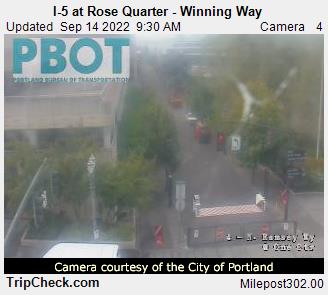 I-5 at Rose Quarter - Winning Way
Updated Sep 14 2022 9:30 AM Camera 4
PBOT
PORTLAND BUREAU OF TRANSPORTATION
Camera courtesy of the City of Portland
TripCheck.com Milepost302.00